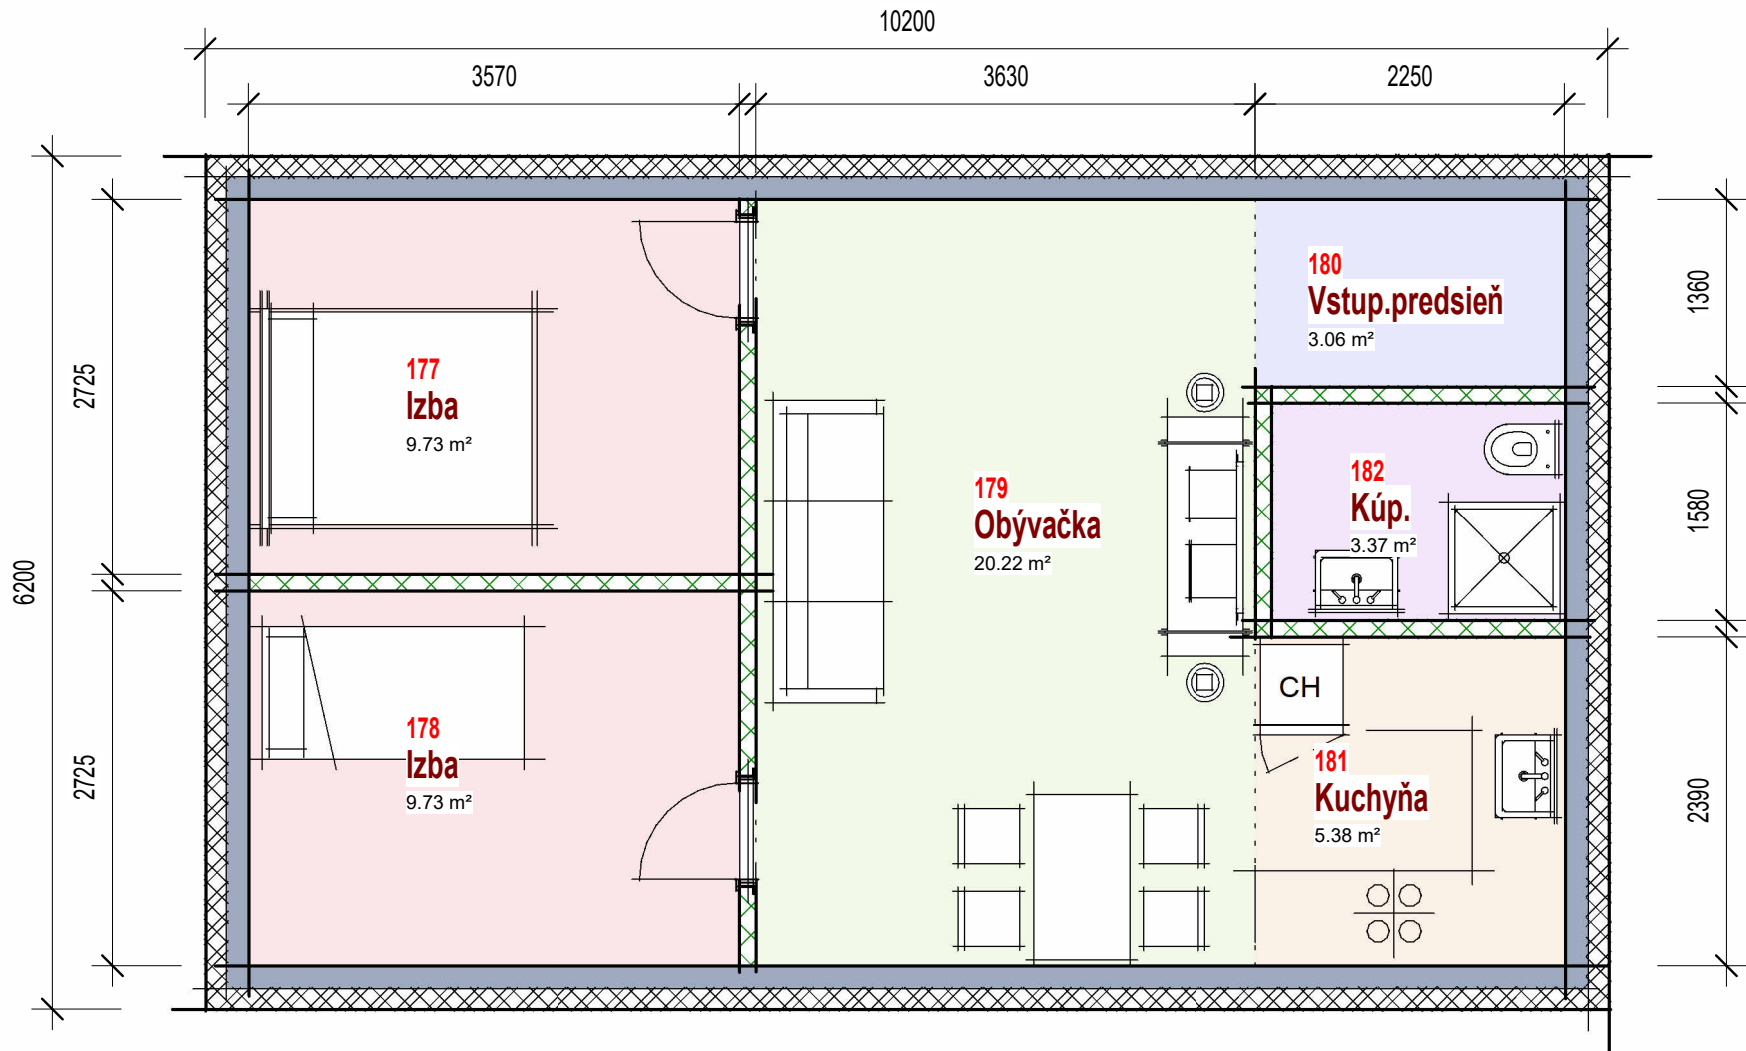 10200
3570
3630
2250
6200
2725
2725
1360
1580
2390
177
Izba
9.73 m²
178
Izba
9.73 m²
179
Obývačka
20.22 m²
180
Vstup.predsieň
3.06 m²
182
Kúp.
3.37 m²
CH
181
Kuchyňa
5.38 m²